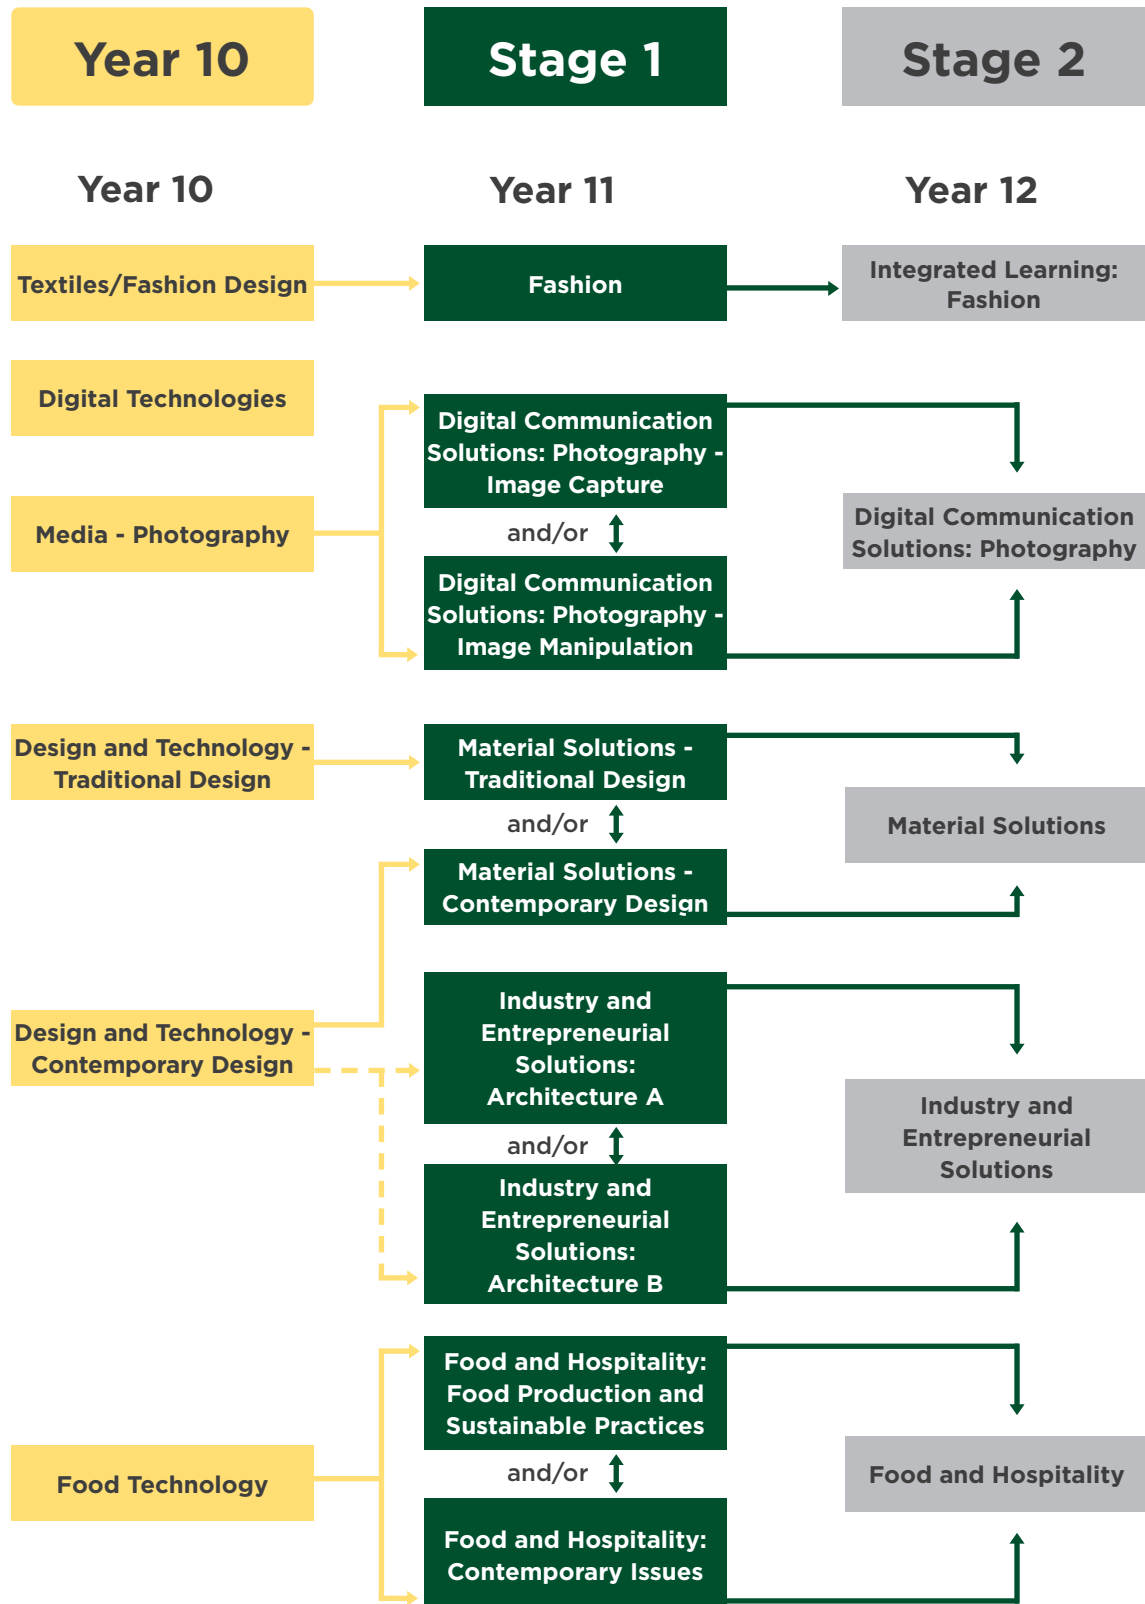 Year 10
Stage 1
Stage 2
Year 10
Year 11
Year 12
Textiles/Fashion Design
Fashion
Integrated Learning:
Fashion
Digital Technologies
Media - Photography
Digital Communication
Solutions: Photography -
Image Capture
and/or
Digital Communication
Solutions: Photography -
Image Manipulation
Digital Communication
Solutions: Photography
Design and Technology -
Traditional Design
Material Solutions -
Traditional Design
and/or
Material Solutions -
Contemporary Design
Material Solutions
Design and Technology -
Contemporary Design
Industry and
Entrepreneurial
Solutions:
Architecture A
and/or
Industry and
Entrepreneurial
Solutions:
Architecture B
Industry and
Entrepreneurial
Solutions
Food Technology
Food and Hospitality:
Food Production and
Sustainable Practices
and/or
Food and Hospitality:
Contemporary Issues
Food and Hospitality